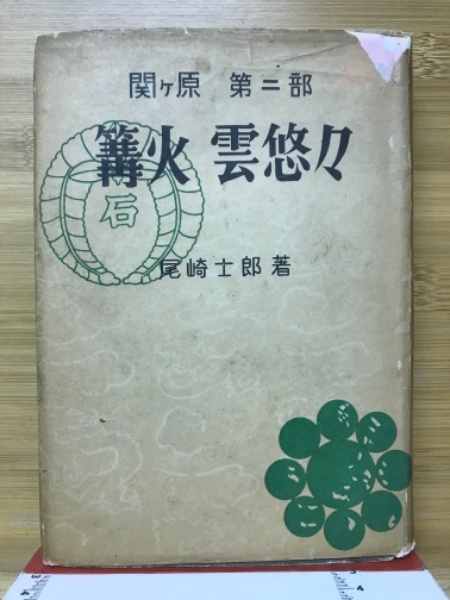 関ヶ原 第二部
篝火 雲悠々
石
尾崎士郎著